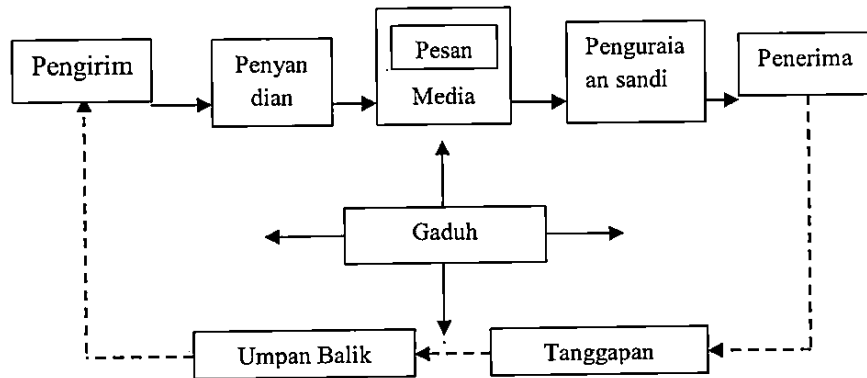 Pengirim
Penyan
dian
Pesan
Media
Penguraia
an sandi
Penerima
Gaduh
Umpan Balik
Tanggapan